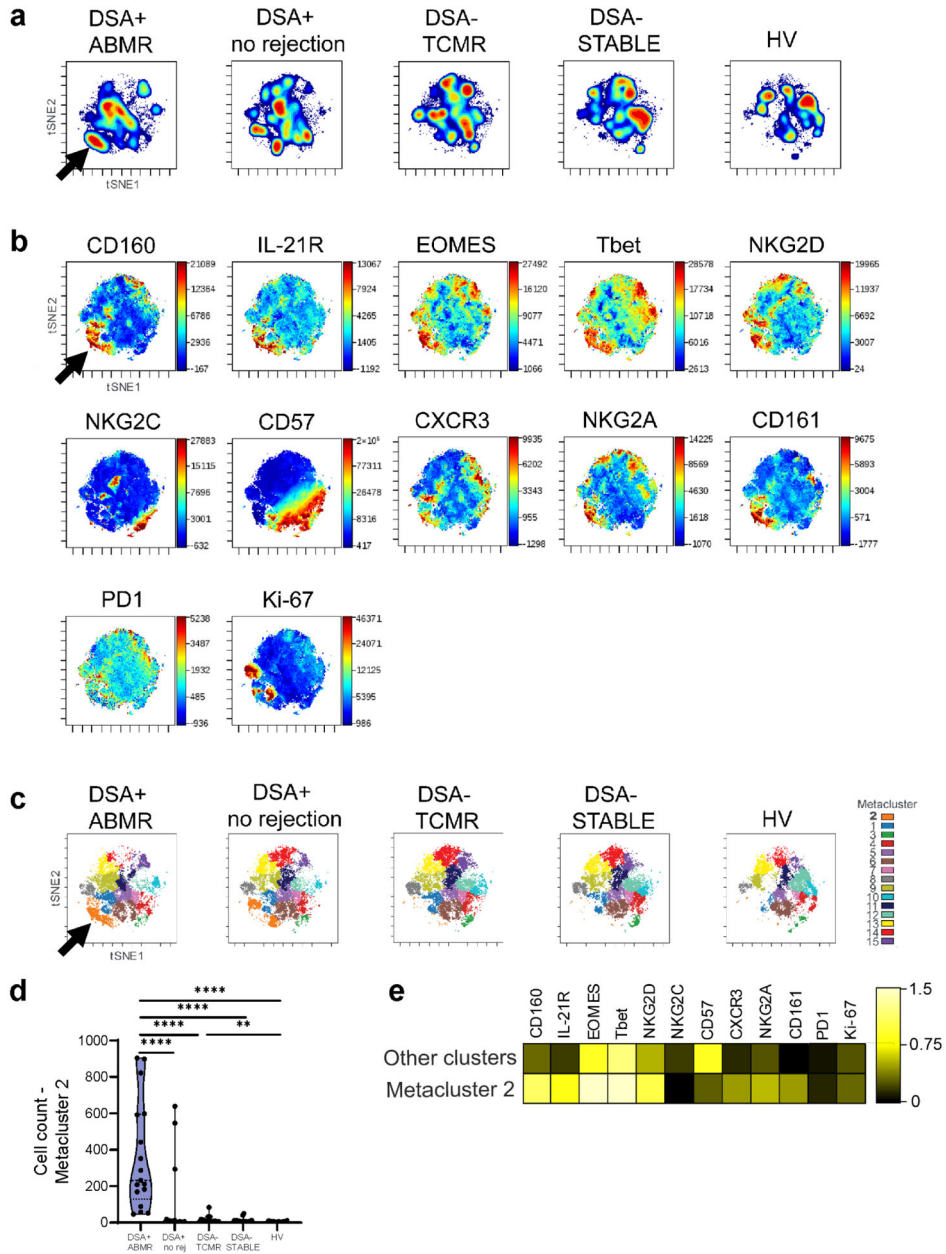 a
DSA+
ABMR
DSA+
no rejection
DSA-
TCMR
DSA-
STABLE
HV
tSNE2
tSNE1
b
CD160
IL-21R
EOMES
Tbet
NKG2D
21089
12384
6786
2936
-167
13067
7924
4265
1405
-1192
27492
16120
9077
4471
1066
28578
17734
10718
6016
2613
19965
11937
6692
3007
24
tSNE2
tSNE1
NKG2C
CD57
CXCR3
NKG2A
CD161
27883
15115
7696
3001
-632
2×10⁵
77311
26478
8316
417
9935
6202
3343
955
-1298
14225
8569
4630
1618
-1070
9675
5893
3004
571
-1777
PD1
Ki-67
5238
3487
1932
485
-936
46371
24071
12125
5395
986
c
DSA+
ABMR
DSA+
no rejection
DSA-
TCMR
DSA-
STABLE
HV
tSNE2
tSNE1
Metacluster
2
1
3
4
5
6
7
8
9
10
11
12
13
14
15
d
****
****
**** **
****
Cell count -
Metacluster 2
1000
800
600
400
200
0
DSA+
ABMR
DSA+
no rej
DSA-
TCMR
DSA-
STABLE
HV
e
CD160
IL-21R
EOMES
Tbet
NKG2D
NKG2C
CD57
CXCR3
NKG2A
CD161
PD1
Ki-67
Other clusters
Metacluster 2
1.5
0.75
0